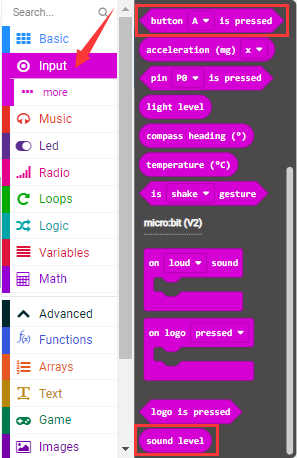 Search...
Basic
Input
more
Music
Led
Radio
Loops
Logic
Variables
Math
Advanced
Functions
Arrays
Text
Game
Images
button A is pressed
acceleration (mg) x
pin P0 is pressed
light level
compass heading (°)
temperature (°C)
is shake gesture
micro:bit (V2)
on loud sound
on logo pressed
logo is pressed
sound level